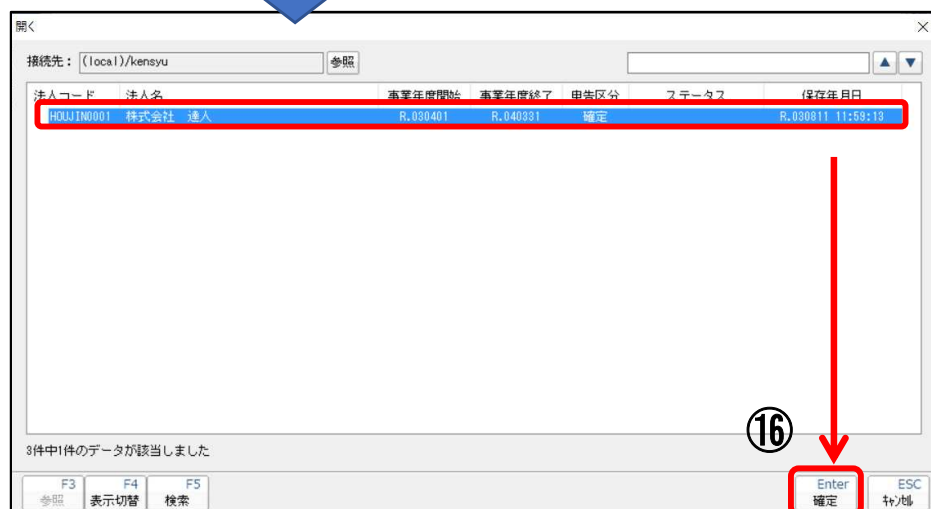 開く
接続先： (local)/kensyu 参照
法人コード 法人名 事業年度開始 事業年度終了 申告区分 ステータス 保存年月日
HOUJIN0001 株式会社 達人 R.030401 R.040331 確定 R.030811 11:59:13
⑯
3件中1件のデータが該当しました
F3 F4 F5 Enter ESC
参照 表示切替 検索 確定 ｷｬﾝｾﾙ